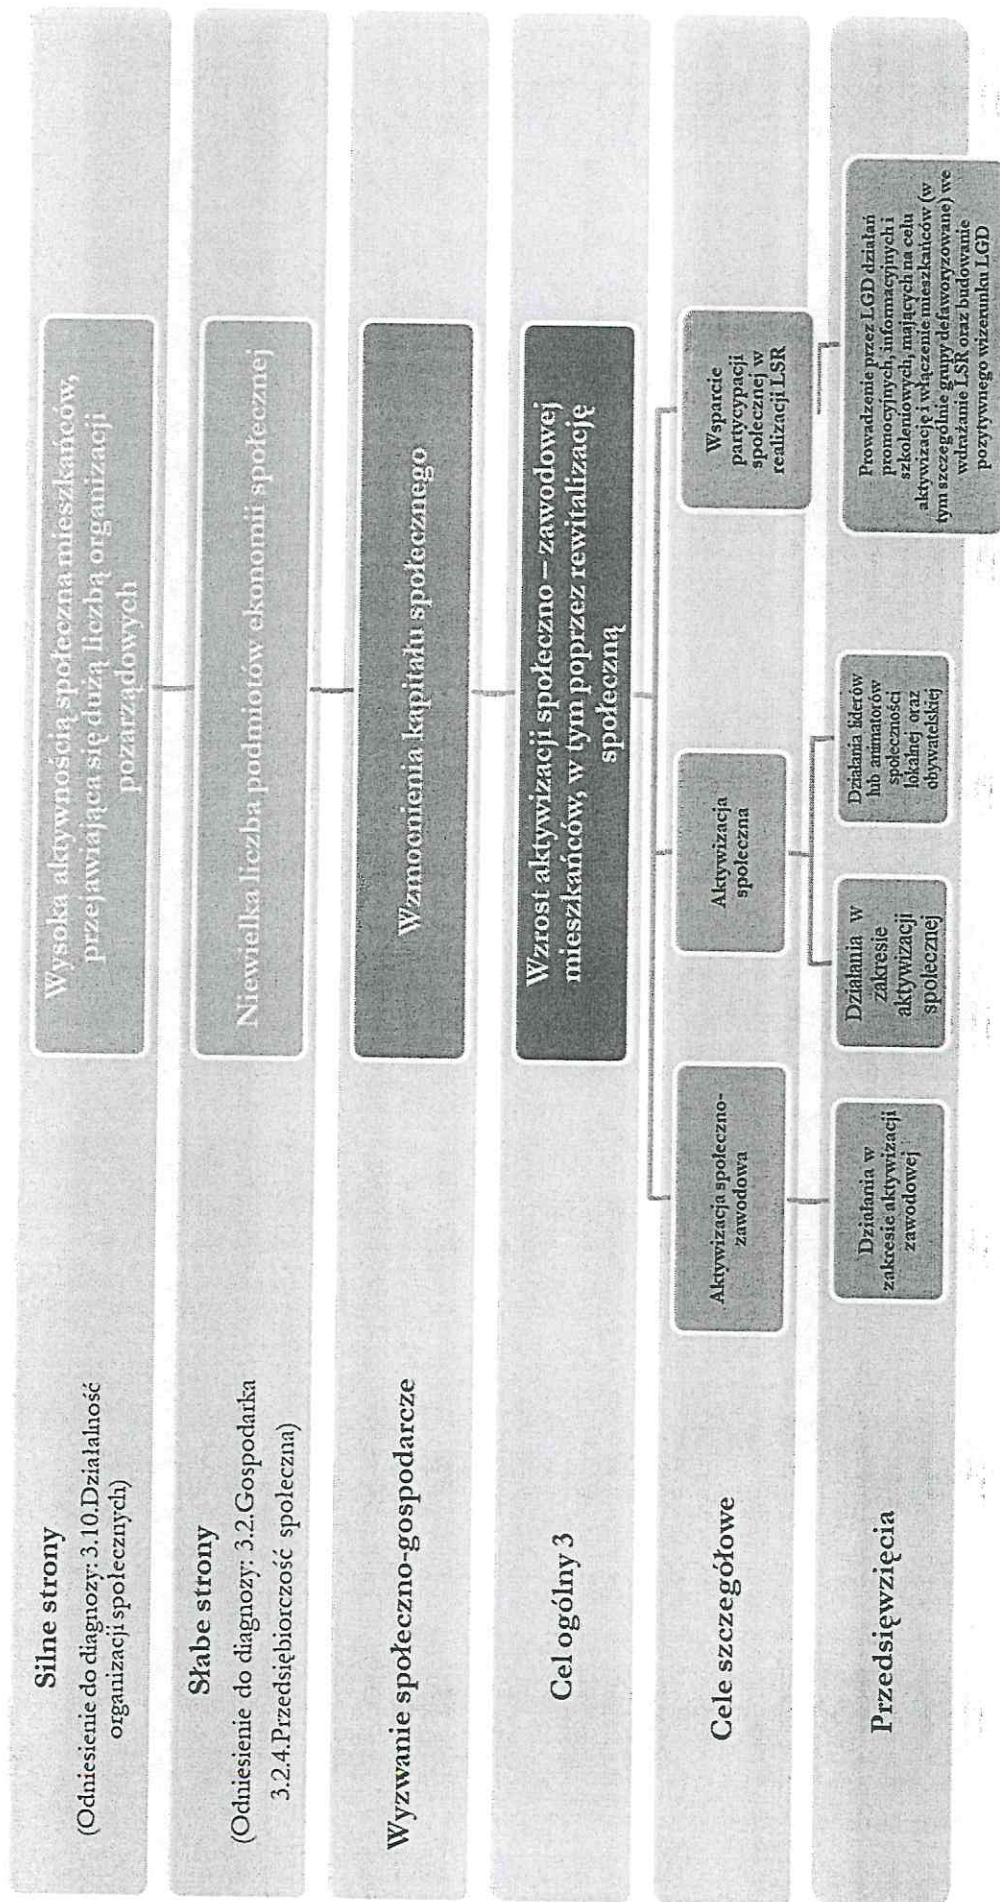 Silne strony
(Odniesienie do diagnozy: 3.10.Działalność
organizacji społecznych)
Wysoka aktywnością społeczna mieszkańców,
przejawiająca się dużą liczbą organizacji
pozarządowych
Słabe strony
(Odniesienie do diagnozy: 3.2.Gospodarka
3.2.4.Przedsiębiorczość społeczna)
Niewielka liczba podmiotów ekonomii społecznej
Wyzwanie społeczno-gospodarcze
Wzmocnienia kapitału społecznego
Cel ogólny 3
Wzrost aktywizacji społeczno – zawodowej
mieszkańców, w tym poprzez rewitalizację
społeczną
Cele szczegółowe
Aktywizacja społeczno-
zawodowa
Aktywizacja
społeczna
Wsparcie
partycypacji
społecznej w
realizacji LSR
Przedsięwzięcia
Działania w
zakresie aktywizacji
zawodowej
Działania w
zakresie
aktywizacji
społecznej
Działania liderów
lub animatorów
społeczności
lokalnej oraz
obywatelskiej
Prowadzenie przez LGD działań
promocyjnych, informacyjnych i
szkoleniowych, mających na celu
aktywizację i włączenie mieszkańców (w
tym szczególnie grupy defaworyzowane) we
wdrażanie LSR oraz budowanie
pozytywnego wizerunku LGD